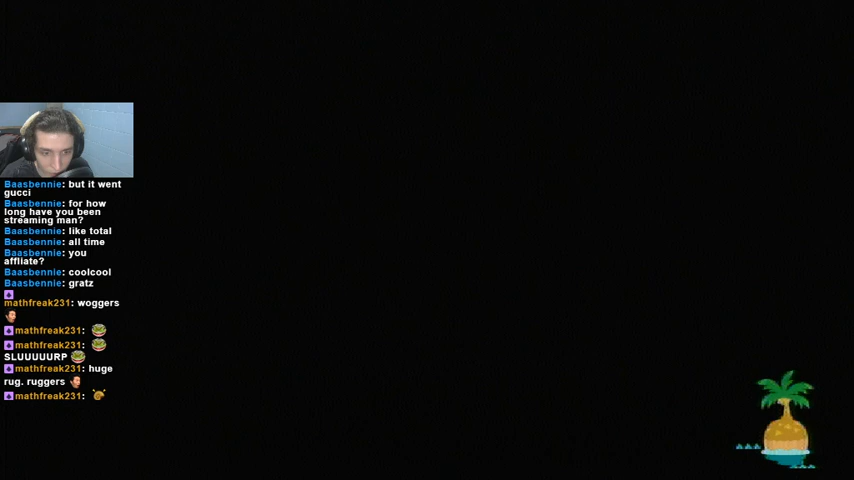 Baasbennie: but it went
gucci
Baasbennie: for how
long have you been
streaming man?
Baasbennie: like total
Baasbennie: all time
Baasbennie: you
affliate?
Baasbennie: coolcool
Baasbennie: gratz
mathfreak231: woggers
mathfreak231:
mathfreak231:
SLUUUUURP
mathfreak231: huge
rug. ruggers
mathfreak231: